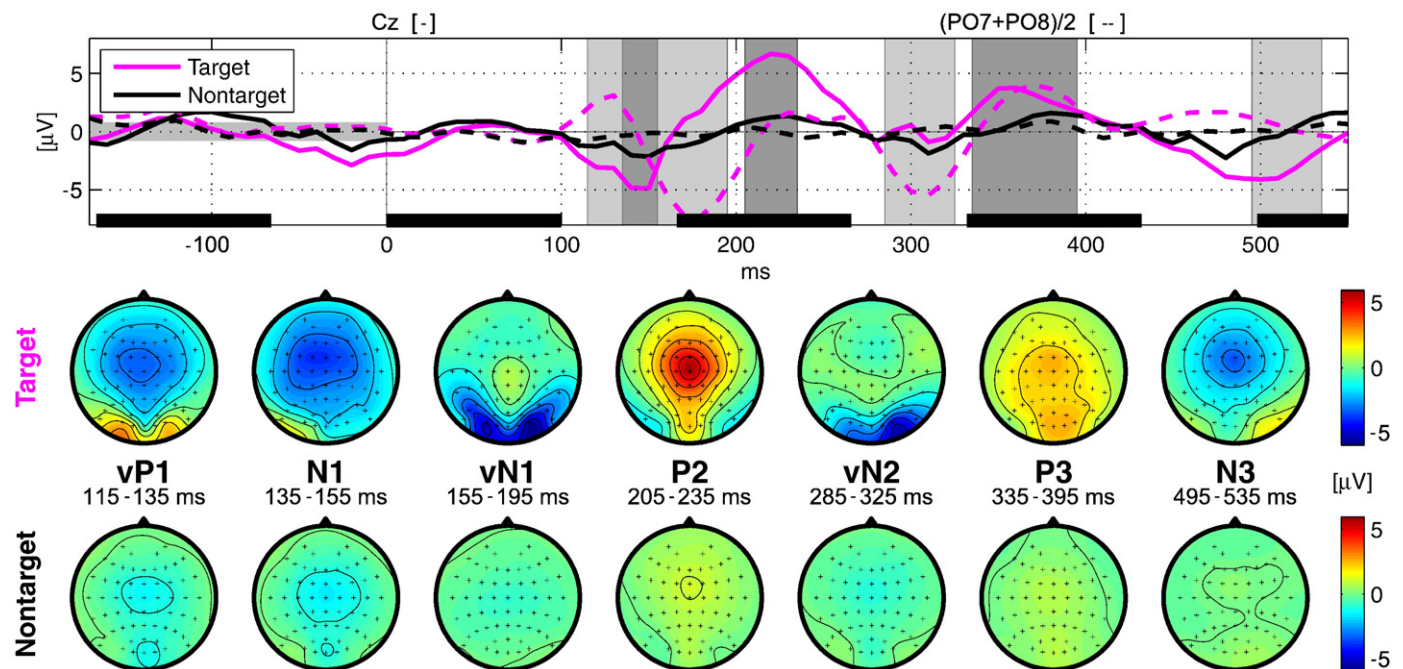 Cz [-] (PO7+PO8)/2 [ -- ]
Target
Nontarget
[µV]
5
0
-5
-100 0 100 200 300 400 500
ms
Target
vP1 N1 vN1 P2 vN2 P3 N3
115 - 135 ms 135 - 155 ms 155 - 195 ms 205 - 235 ms 285 - 325 ms 335 - 395 ms 495 - 535 ms
5
0
-5
[µV]
Nontarget
5
0
-5